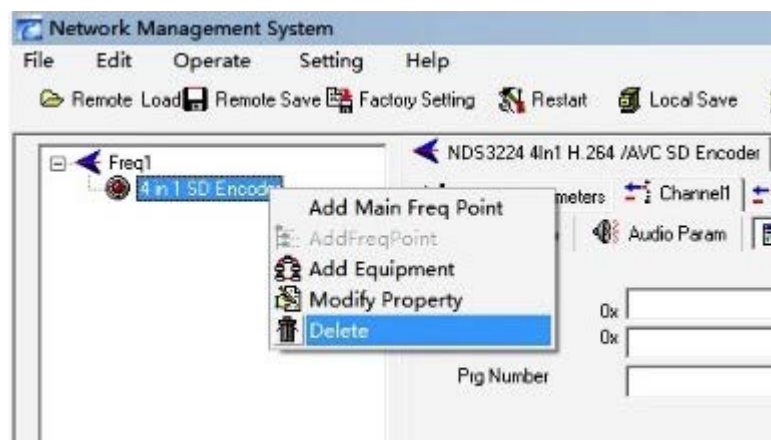 Network Management System
File Edit Operate Setting Help
Remote Load Remote Save Factory Setting Restart Local Save
Freq1
4 in 1 SD Encoder
NDS3224 4In1 H.264 /AVC SD Encoder
meters Channel1
Audio Param
Add Main Freq Point
AddFreqPoint
Add Equipment
Modify Property
Delete
0x
0x
Prg Number